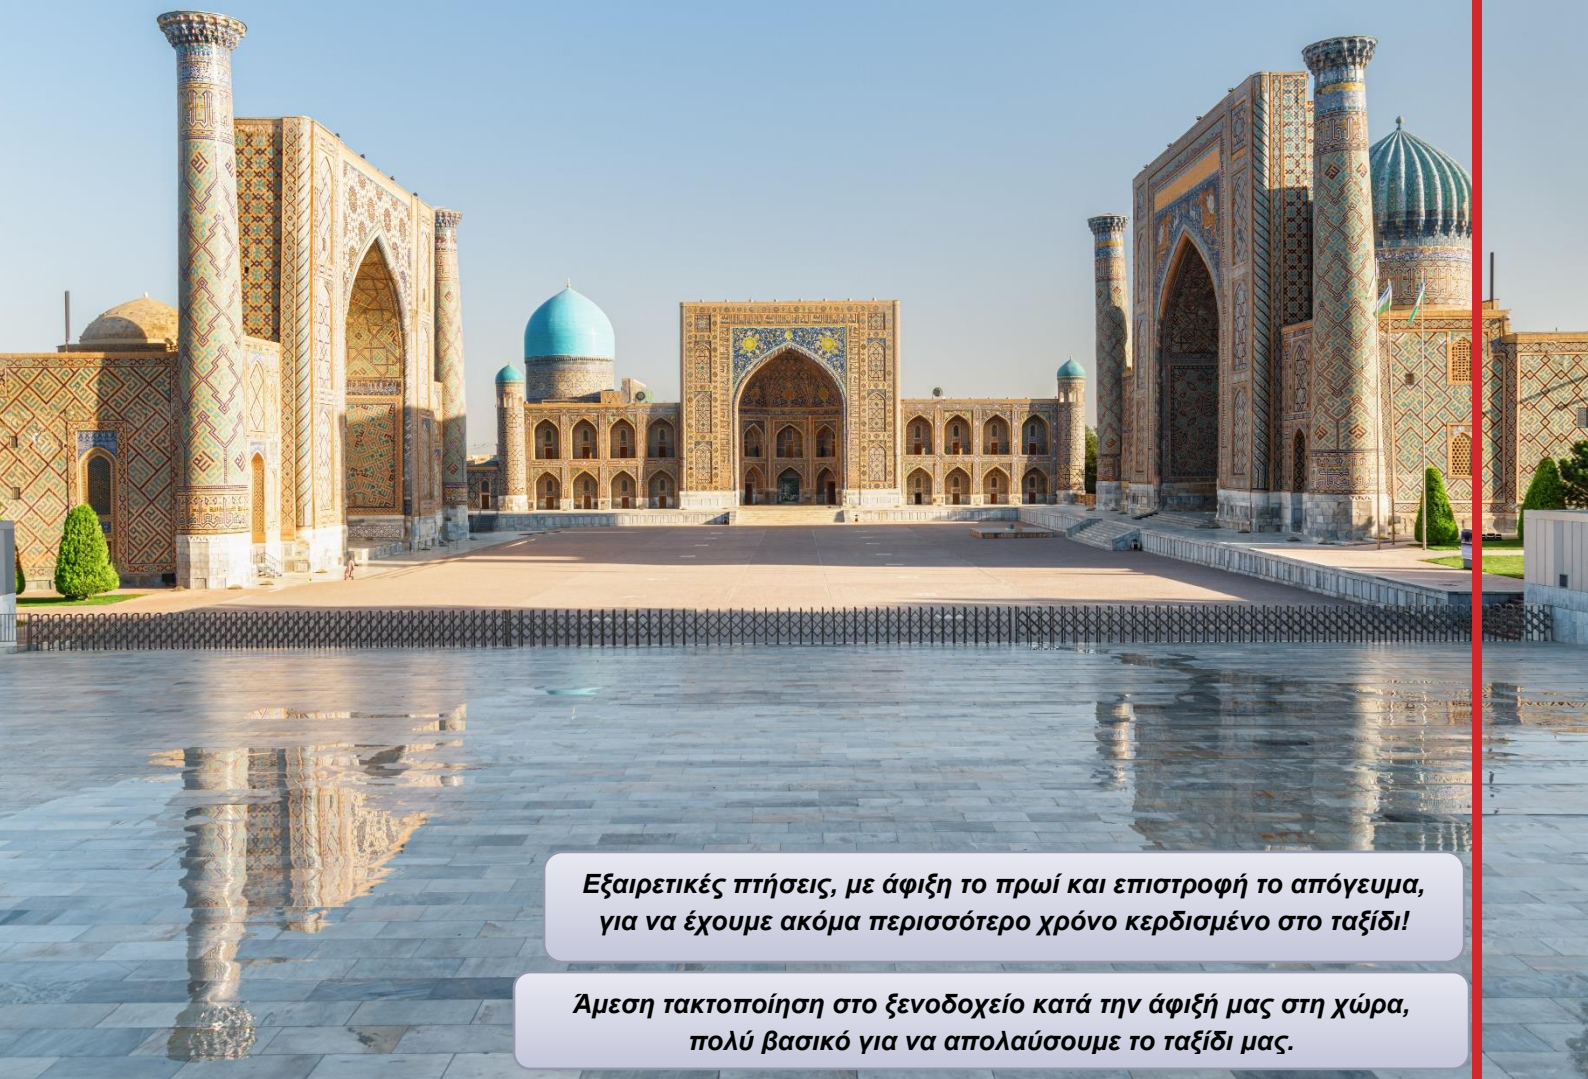 Εξαιρετικές πτήσεις, με άφιξη το πρωί και επιστροφή το απόγευμα,
για να έχουμε ακόμα περισσότερο χρόνο κερδισμένο στο ταξίδι!
Άμεση τακτοποίηση στο ξενοδοχείο κατά την άφιξή μας στη χώρα,
πολύ βασικό για να απολαύσουμε το ταξίδι μας.